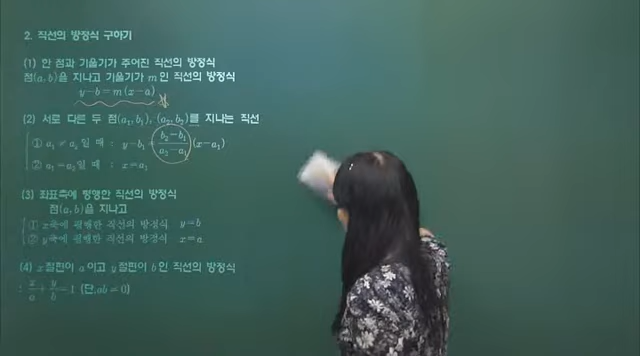 2. 직선의 방정식 구하기
(1) 한 점과 기울기가 주어진 직선의 방정식
점(a, b)을 지나고 기울기가 m인 직선의 방정식
y-b=m(x-a)
(2) 서로 다른 두 점(a₁, b₁), (a₂, b₂)를 지나는 직선
① a₁ ≠ a₂일 때 : y-b₁ = \frac{b₂-b₁}{a₂-a₁}(x-a₁)
② a₁=a₂일 때 : x=a₁
(3) 좌표축에 평행한 직선의 방정식
점(a, b)을 지나고
① x축에 평행한 직선의 방정식 y=b
② y축에 평행한 직선의 방정식 x=a
(4) x절편이 a이고 y절편이 b인 직선의 방정식
: \frac{x}{a}+\frac{y}{b}=1 (단, ab≠0)